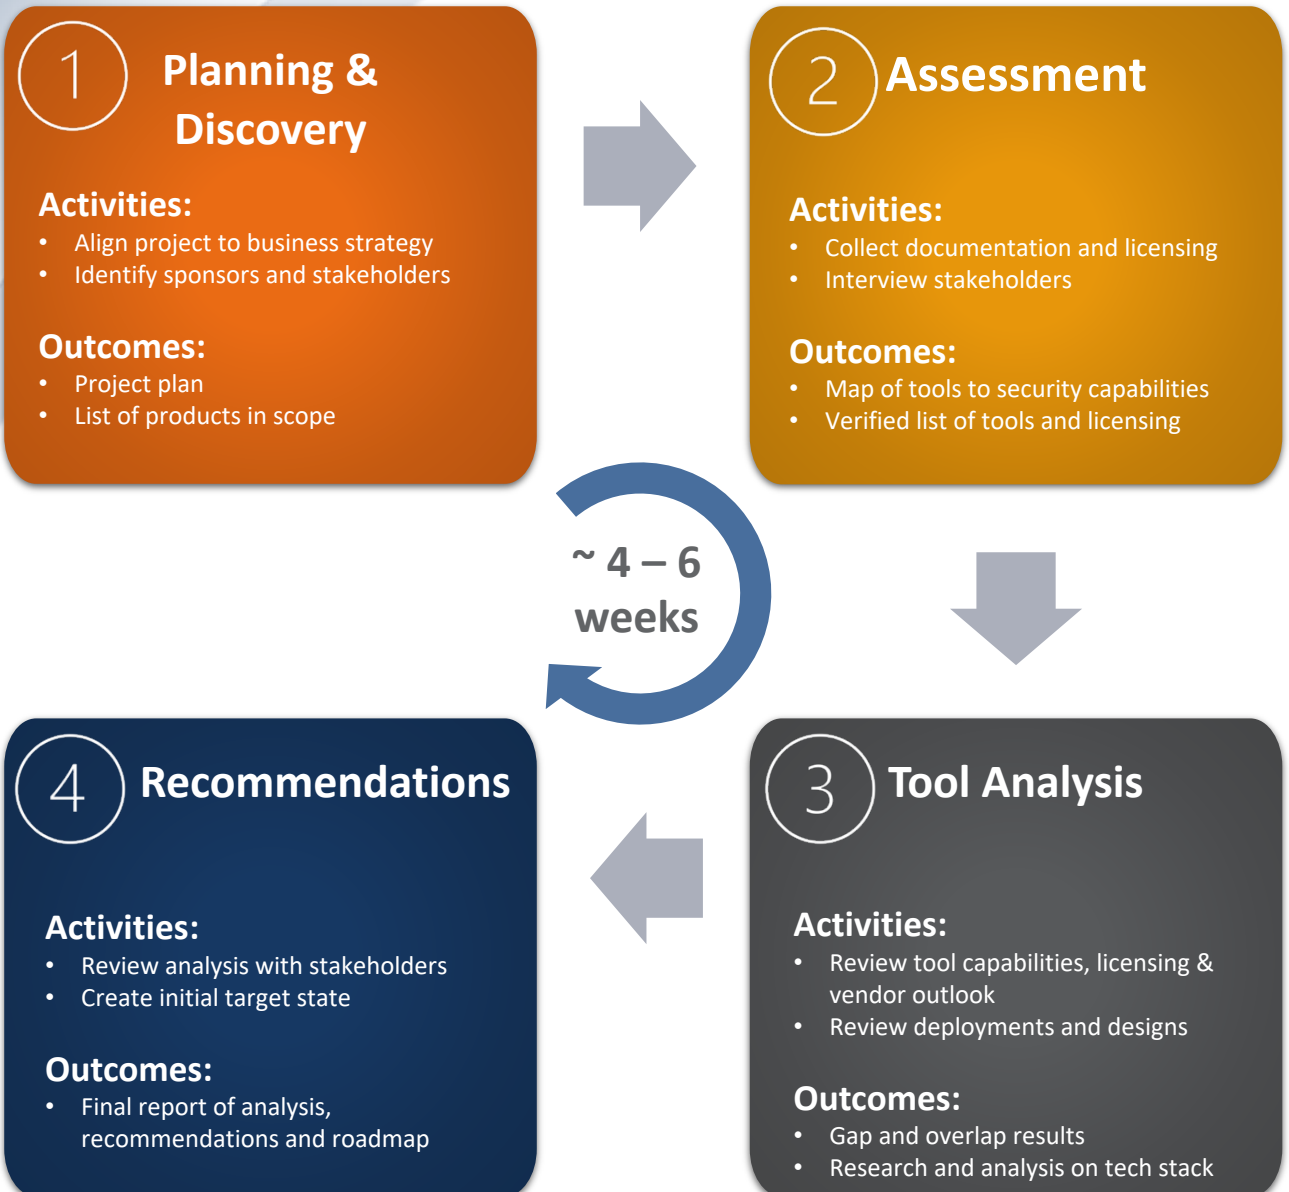 1
Planning &
Discovery
Activities:
• Align project to business strategy
• Identify sponsors and stakeholders
Outcomes:
• Project plan
• List of products in scope
2
Assessment
Activities:
• Collect documentation and licensing
• Interview stakeholders
Outcomes:
• Map of tools to security capabilities
• Verified list of tools and licensing
~ 4 – 6
weeks
3
Tool Analysis
Activities:
• Review tool capabilities, licensing &
vendor outlook
• Review deployments and designs
Outcomes:
• Gap and overlap results
• Research and analysis on tech stack
4
Recommendations
Activities:
• Review analysis with stakeholders
• Create initial target state
Outcomes:
• Final report of analysis,
recommendations and roadmap